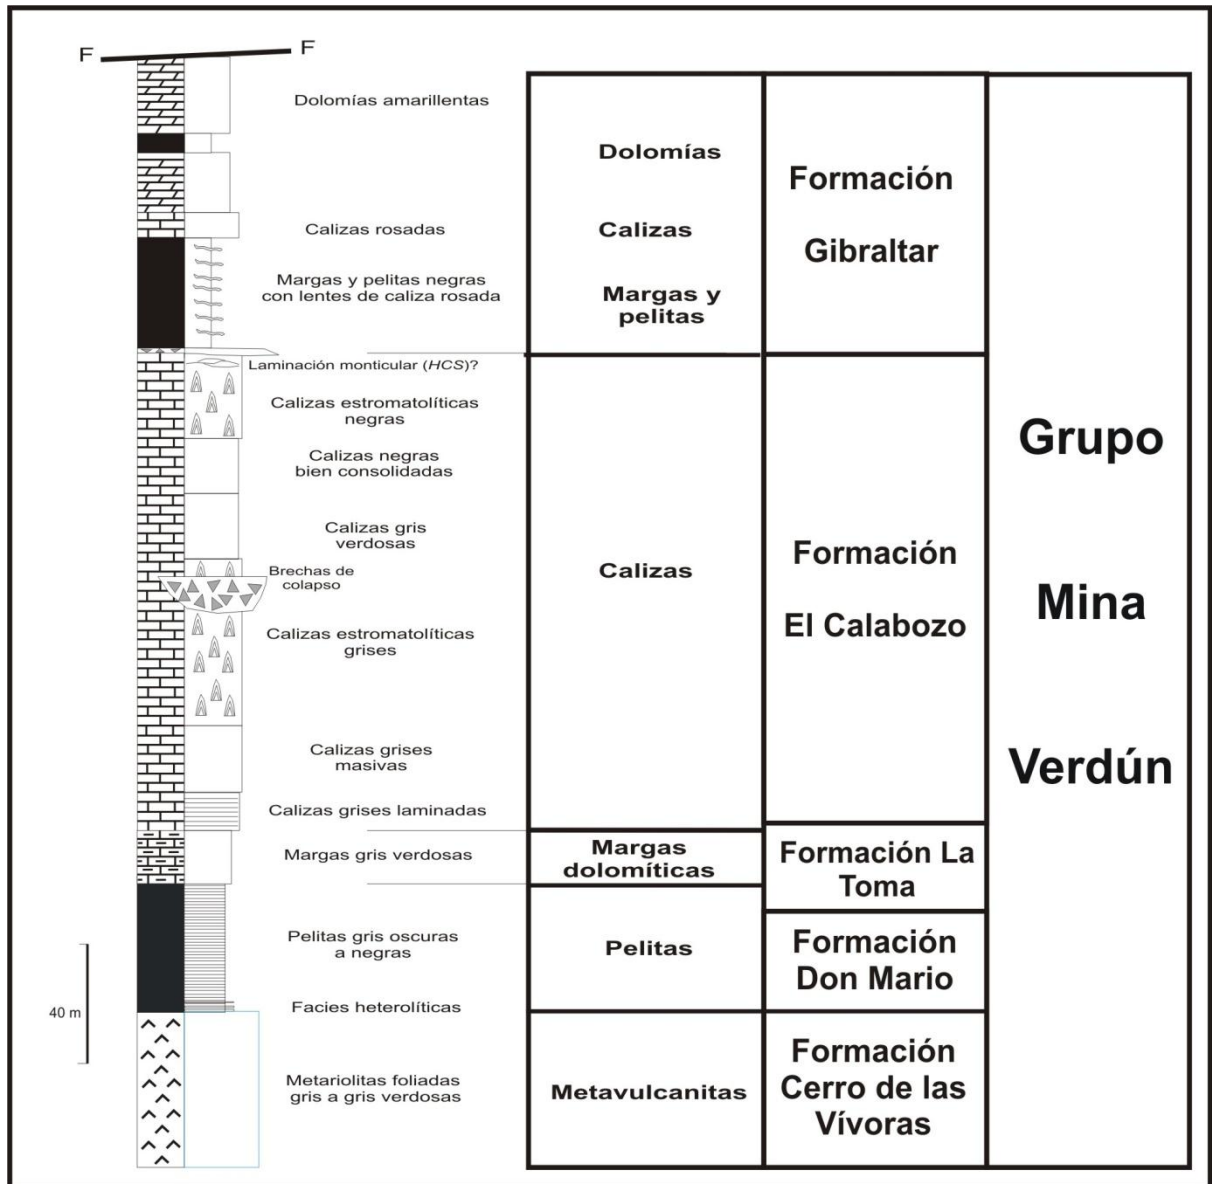 F
F
Dolomías amarillentas
Calizas rosadas
Margas y pelitas negras
con lentes de caliza rosada
Laminación monticular (HCS)?
Calizas estromatolíticas
negras
Calizas negras
bien consolidadas
Calizas gris
verdosas
Brechas de
colapso
Calizas estromatolíticas
grises
Calizas grises
masivas
Calizas grises laminadas
Margas gris verdosas
Pelitas gris oscuras
a negras
Facies heterolíticas
Metariolitas foliadas
gris a gris verdosas
40 m
Dolomías
Calizas
Margas y
pelitas
Calizas
Margas
dolomíticas
Pelitas
Metavulcanitas
Formación
Gibraltar
Formación
El Calabozo
Formación La
Toma
Formación
Don Mario
Formación
Cerro de las
Vívoras
Grupo
Mina
Verdún